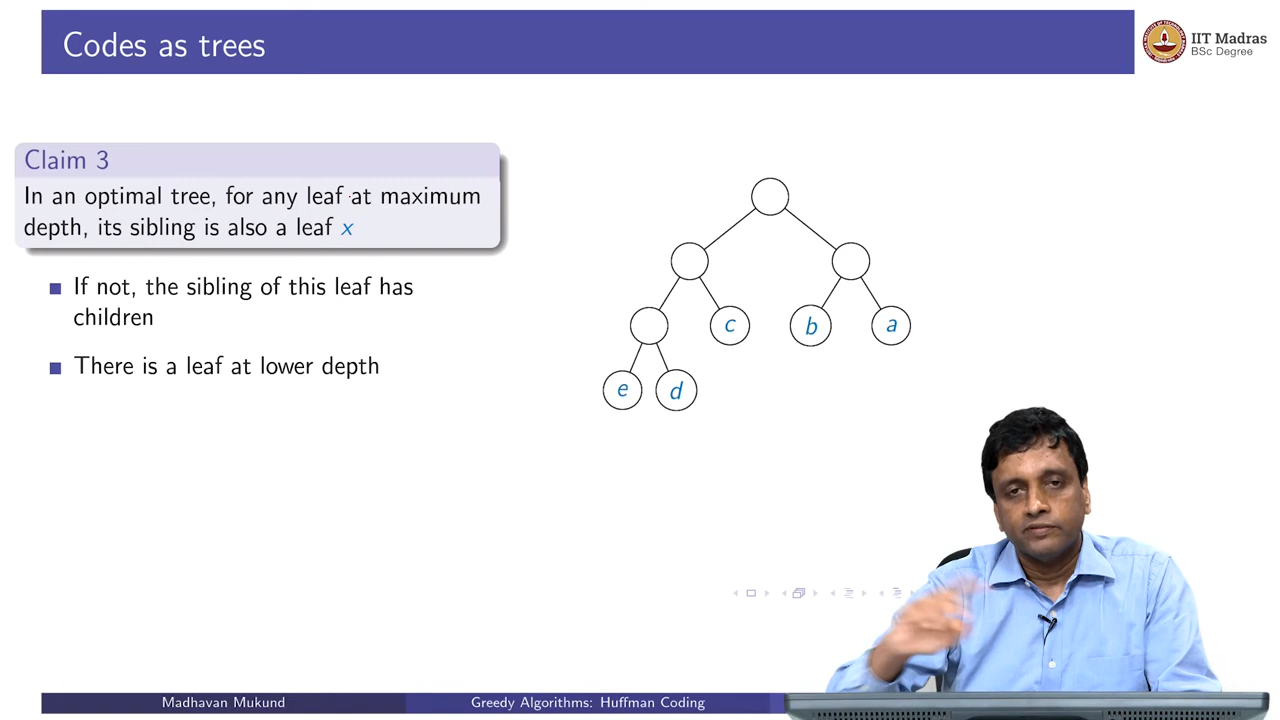 Codes as trees
IIT Madras
BSc Degree
Claim 3
In an optimal tree, for any leaf at maximum
depth, its sibling is also a leaf x
If not, the sibling of this leaf has
children
There is a leaf at lower depth
c
b
a
e
d
Madhavan Mukund
Greedy Algorithms: Huffman Coding